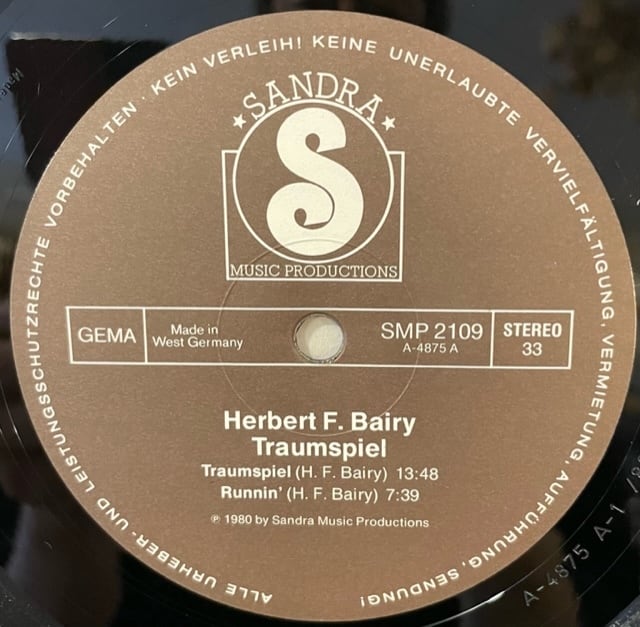 ALLE URHEBER- UND LEISTUNGSSCHUTZRECHTE VORBEHALTEN · KEIN VERLEIH! KEINE UNERLAUBTE VERVIELFÄLTIGUNG, VERMIETUNG, AUFFÜHRUNG, SENDUNG!
SANDRA
S
MUSIC PRODUCTIONS
GEMA
Made in
West Germany
SMP 2109
A-4875 A
STEREO
33
Herbert F. Bairy
Traumspiel
Traumspiel (H. F. Bairy) 13:48
Runnin' (H. F. Bairy) 7:39
℗ 1980 by Sandra Music Productions
A-4875 A-1